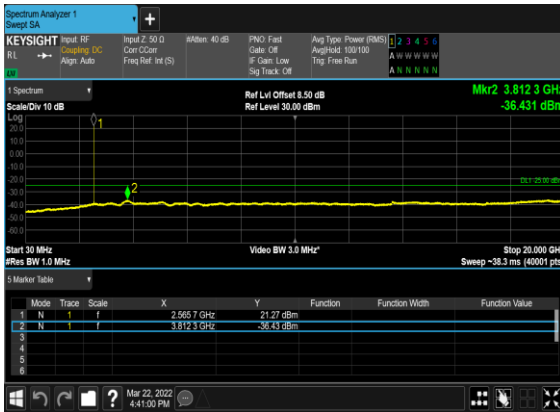 Spectrum Analyzer 1
Swept SA
+
KEYSIGHT Input: RF Input Z: 50 Ω #Atten: 40 dB PNO: Fast Avg Type: Power (RMS) 1 2 3 4 5 6
RL Coupling: DC Corr CCorr Gate: Off Avg|Hold: 100/100 A W W W W W
Align: Auto Freq Ref: Int (S) IF Gain: Low Trig: Free Run
LXI Sig Track: Off A N N N N N
1 Spectrum Ref Lvl Offset 8.50 dB Mkr2 3.812 3 GHz
Scale/Div 10 dB Ref Level 30.00 dBm -36.431 dBm
Log
20.0
10.0
0.00
-10.0
-20.0
-30.0
-40.0
-50.0
-60.0
1
2
DL1 -25.00 dBm
Start 30 MHz Video BW 3.0 MHz* Stop 20.000 GHz
#Res BW 1.0 MHz Sweep ~38.3 ms (40001 pts)
5 Marker Table
Mode Trace Scale X Y Function Function Width Function Value
1 N 1 f 2.565 7 GHz 21.27 dBm
2 N 1 f 3.812 3 GHz -36.43 dBm
3
4
5
6
? Mar 22, 2022
4:41:00 PM